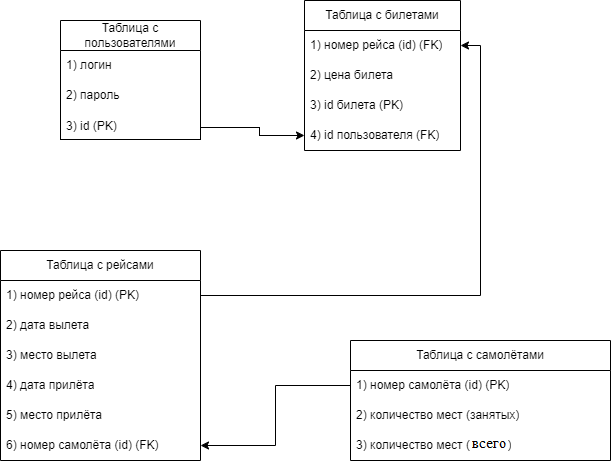 Таблица с
пользователями
1) логин
2) пароль
3) id (PK)
Таблица с билетами
1) номер рейса (id) (FK)
2) цена билета
3) id билета (PK)
4) id пользователя (FK)
Таблица с рейсами
1) номер рейса (id) (PK)
2) дата вылета
3) место вылета
4) дата прилёта
5) место прилёта
6) номер самолёта (id) (FK)
Таблица с самолётами
1) номер самолёта (id) (PK)
2) количество мест (занятых)
3) количество мест (всего)